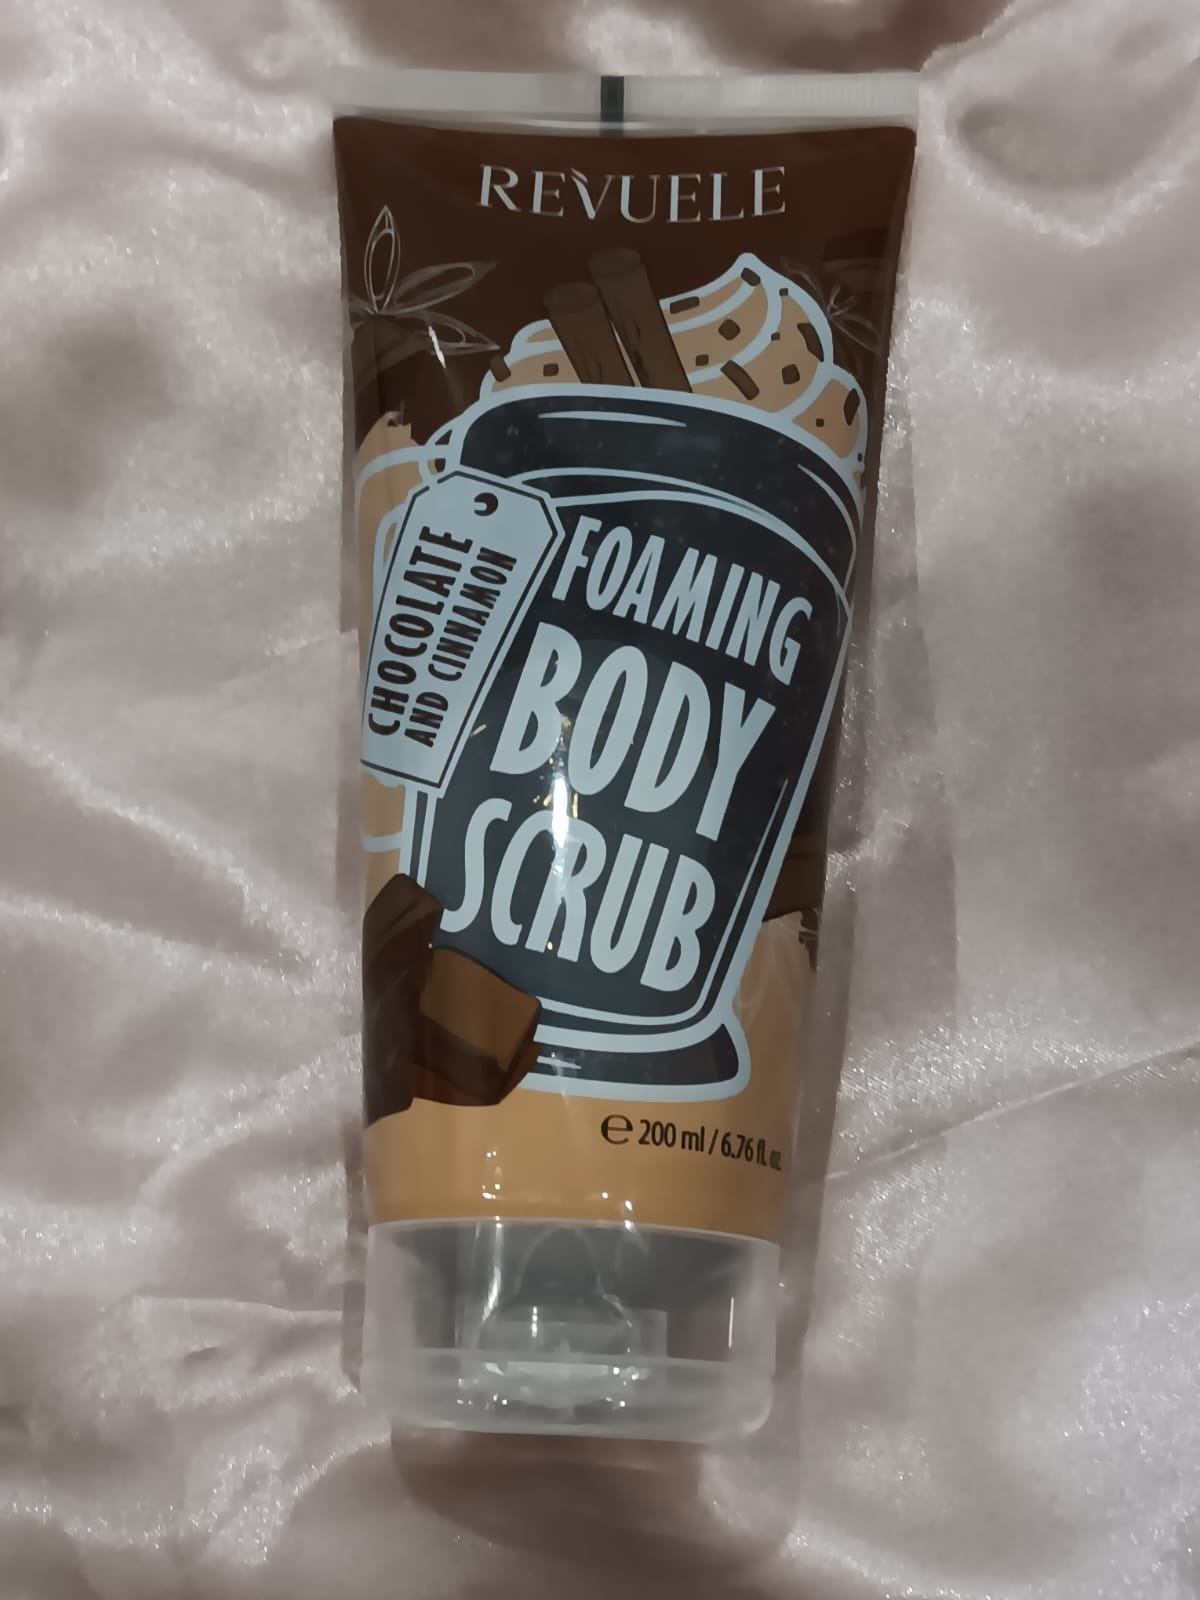 REVUELE
CHOCOLATE
AND CINNAMON
FOAMING
BODY
SCRUB
℮ 200 ml / 6.76 fl. oz.